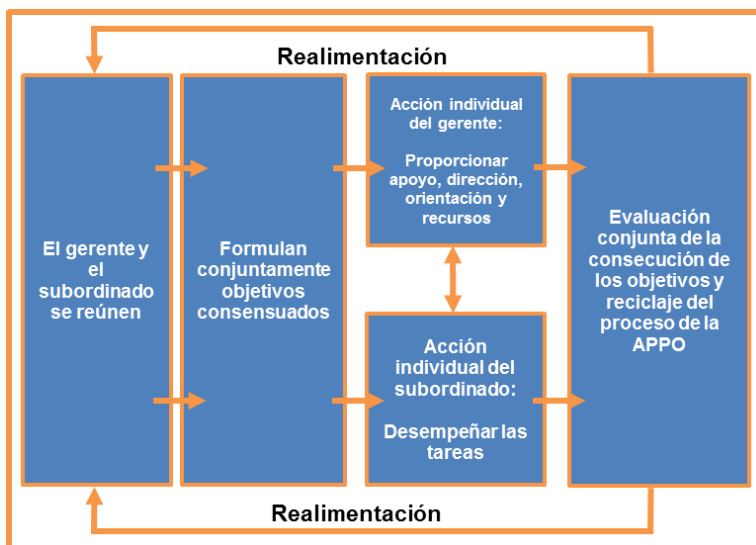 Realimentación
El gerente y
el
subordinado
se reúnen
Formulan
conjuntamente
objetivos
consensuados
Acción individual
del gerente:
Proporcionar
apoyo, dirección,
orientación y
recursos
Acción
individual del
subordinado:
Desempeñar las
tareas
Evaluación
conjunta de la
consecución de
los objetivos y
reciclaje del
proceso de la
APPO
Realimentación